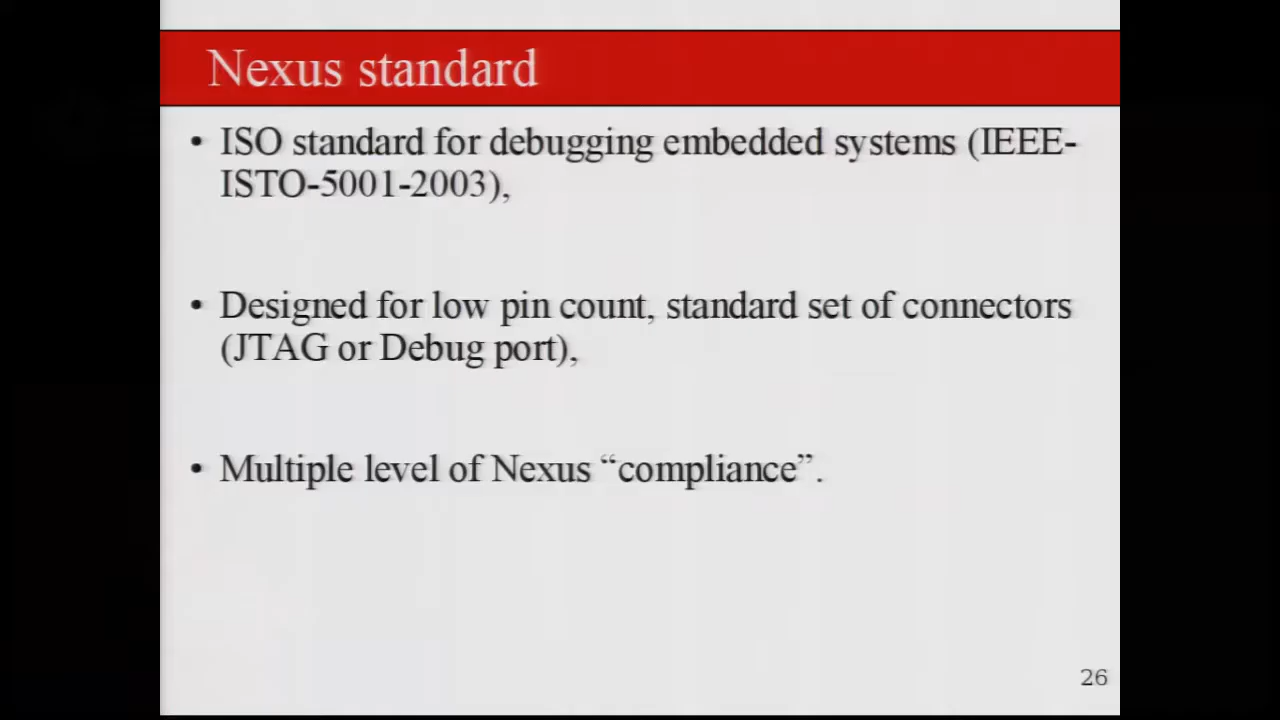 Nexus standard
• ISO standard for debugging embedded systems (IEEE-
ISTO-5001-2003),
• Designed for low pin count, standard set of connectors
(JTAG or Debug port),
• Multiple level of Nexus “compliance”.
26